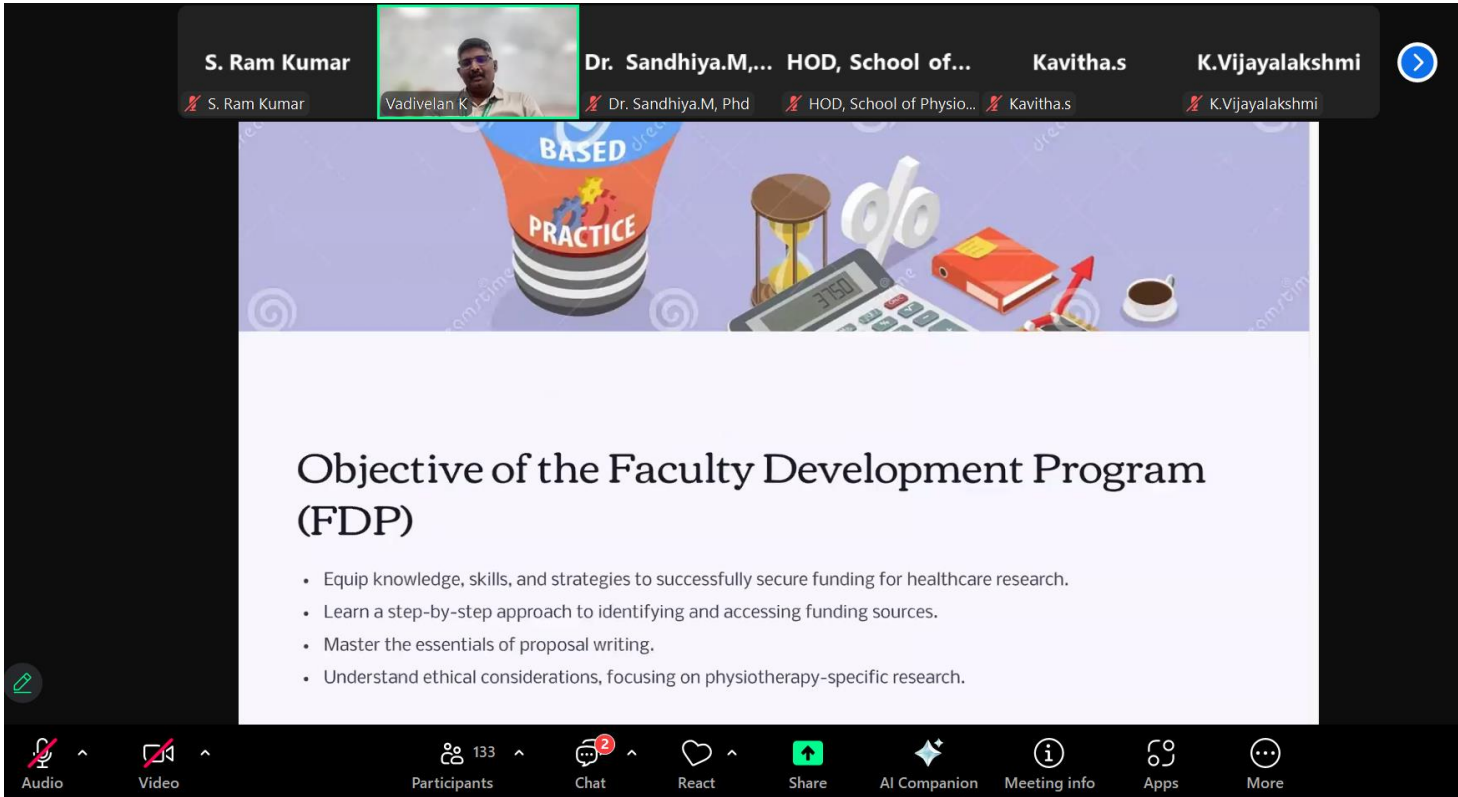 S. Ram Kumar
Dr. Sandhiya.M,...
HOD, School of...
Kavitha.s
K.Vijayalakshmi
S. Ram Kumar
Vadivelan K
Dr. Sandhiya.M, Phd
HOD, School of Physio...
Kavitha.s
K.Vijayalakshmi
BASED
PRACTICE
%
3750
Objective of the Faculty Development Program
(FDP)
• Equip knowledge, skills, and strategies to successfully secure funding for healthcare research.
• Learn a step-by-step approach to identifying and accessing funding sources.
• Master the essentials of proposal writing.
• Understand ethical considerations, focusing on physiotherapy-specific research.
133
2
Audio
Video
Participants
Chat
React
Share
AI Companion
Meeting info
Apps
More